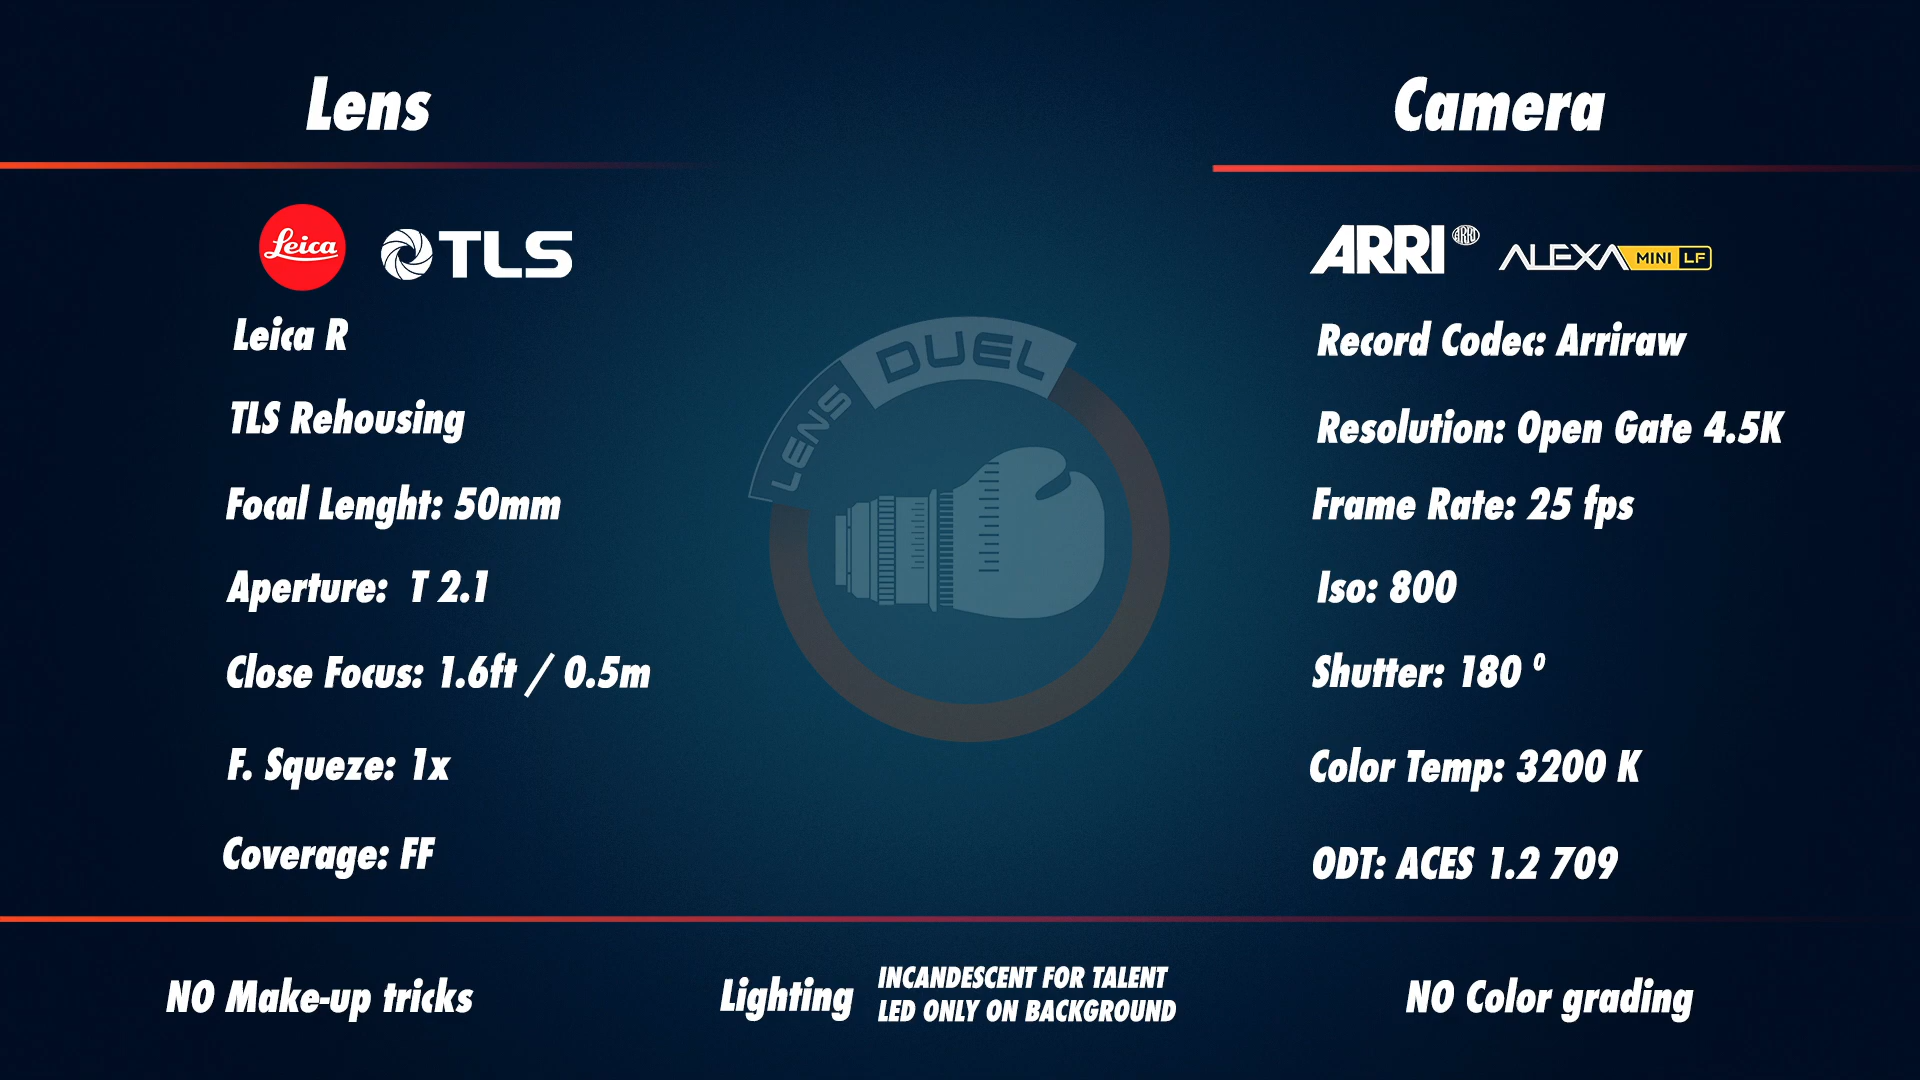 Lens
Leica TLS
Leica R
TLS Rehousing
Focal Lenght: 50mm
Aperture: T 2.1
Close Focus: 1.6ft / 0.5m
F. Squeze: 1x
Coverage: FF
LENS DUEL
Camera
ARRI ARRI ALEXA MINI LF
Record Codec: Arriraw
Resolution: Open Gate 4.5K
Frame Rate: 25 fps
Iso: 800
Shutter: 180 º
Color Temp: 3200 K
ODT: ACES 1.2 709
NO Make-up tricks
Lighting
INCANDESCENT FOR TALENT
LED ONLY ON BACKGROUND
NO Color grading